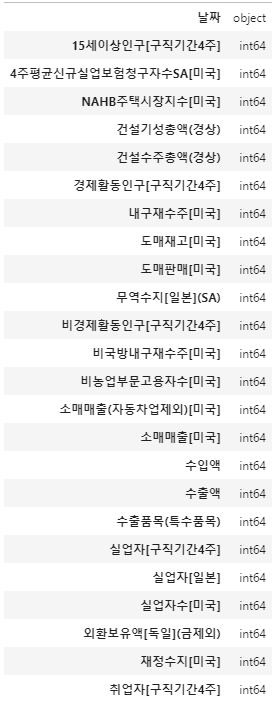 날짜 object
15세이상인구[구직기간4주] int64
4주평균신규실업보험청구자수SA[미국] int64
NAHB주택시장지수[미국] int64
건설기성총액(경상) int64
건설수주총액(경상) int64
경제활동인구[구직기간4주] int64
내구재수주[미국] int64
도매재고[미국] int64
도매판매[미국] int64
무역수지[일본](SA) int64
비경제활동인구[구직기간4주] int64
비국방내구재수주[미국] int64
비농업부문고용자수[미국] int64
소매매출(자동차업제외)[미국] int64
소매매출[미국] int64
수입액 int64
수출액 int64
수출품목(특수품목) int64
실업자[구직기간4주] int64
실업자[일본] int64
실업자수[미국] int64
외환보유액[독일](금제외) int64
재정수지[미국] int64
취업자[구직기간4주] int64